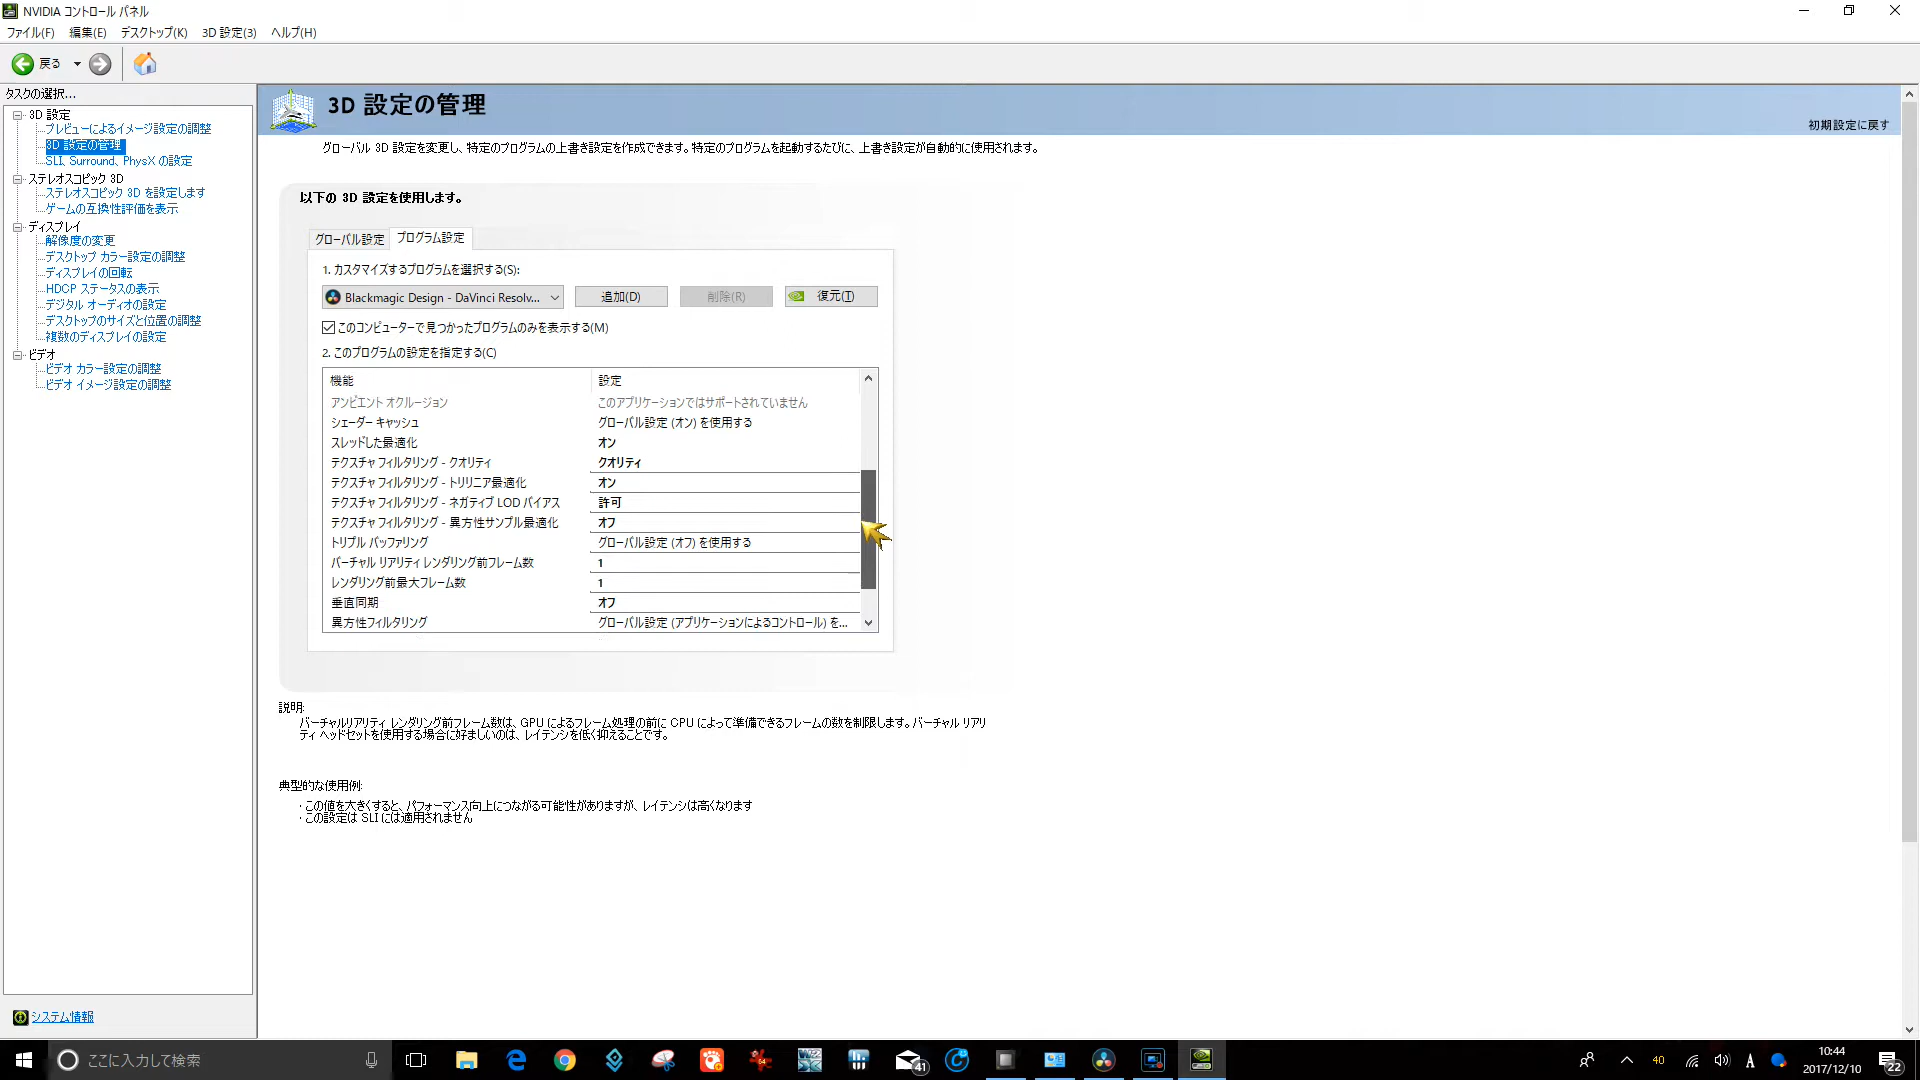 NVIDIA コントロール パネル
ファイル(F) 編集(E) デスクトップ(K) 3D 設定(3) ヘルプ(H)
戻る
タスクの選択...
3D 設定
プレビューによるイメージ設定の調整
3D 設定の管理
SLI、Surround、PhysX の設定
ステレオスコピック 3D
ステレオスコピック 3D を設定します
ゲームの互換性評価を表示
ディスプレイ
解像度の変更
デスクトップ カラー設定の調整
ディスプレイの回転
HDCP ステータスの表示
デジタル オーディオの設定
デスクトップのサイズと位置の調整
複数のディスプレイの設定
ビデオ
ビデオ カラー設定の調整
ビデオ イメージ設定の調整
システム情報
3D 設定の管理
初期設定に戻す
グローバル 3D 設定を変更し、特定のプログラムの上書き設定を作成できます。特定のプログラムを起動するたびに、上書き設定が自動的に使用されます。
以下の 3D 設定を使用します。
グローバル設定 プログラム設定
1. カスタマイズするプログラムを選択する(S):
Blackmagic Design - DaVinci Resolv... 追加(D) 削除(R) 復元(T)
このコンピューターで見つかったプログラムのみを表示する(M)
2. このプログラムの設定を指定する(C)
機能 設定
アンビエント オクルージョン このアプリケーションではサポートされていません
シェーダー キャッシュ グローバル設定 (オン) を使用する
スレッドした最適化 オン
テクスチャ フィルタリング - クオリティ クオリティ
テクスチャ フィルタリング - トリリニア最適化 オン
テクスチャ フィルタリング - ネガティブ LOD バイアス 許可
テクスチャ フィルタリング - 異方性サンプル最適化 オフ
トリプル バッファリング グローバル設定 (オフ) を使用する
バーチャル リアリティ レンダリング前フレーム数 1
レンダリング前最大フレーム数 1
垂直同期 オフ
異方性フィルタリング グローバル設定 (アプリケーションによるコントロール) を...
説明:
バーチャルリアリティ レンダリング前フレーム数は、GPU によるフレーム処理の前に CPU によって準備できるフレームの数を制限します。バーチャル リアリ
ティ ヘッドセットを使用する場合に好ましいのは、レイテンシを低く抑えることです。
典型的な使用例:
・この値を大きくすると、パフォーマンス向上につながる可能性がありますが、レイテンシは高くなります
・この設定は SLI には適用されません
ここに入力して検索
41
40
A
10:44
2017/12/10
22